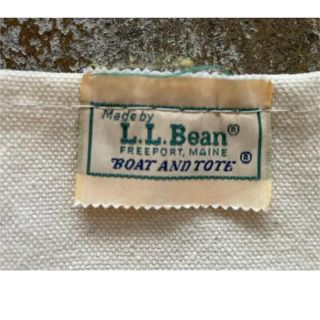 Made by
L.L.Bean®
FREEPORT, MAINE
"BOAT AND TOTE"®